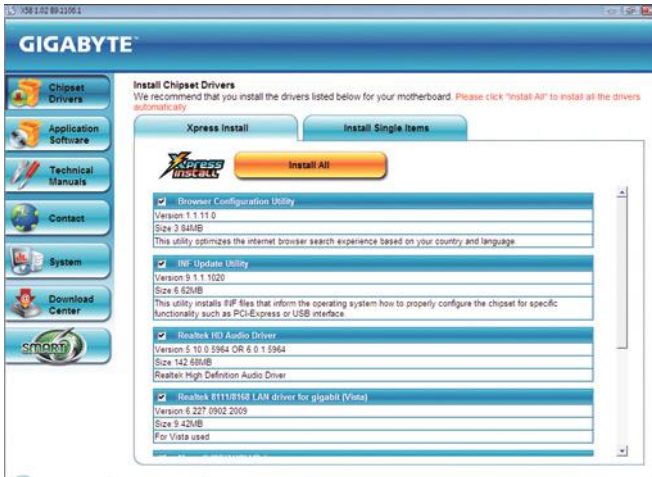 X58 1.02 B9.1106.1
GIGABYTE™
Chipset
Drivers
Application
Software
Technical
Manuals
Contact
System
Download
Center
SMART
Install Chipset Drivers
We recommend that you install the drivers listed below for your motherboard. Please click "Install All" to install all the drivers
automatically
Xpress Install
Install Single Items
Xpress
INSTALL
Install All
Browser Configuration Utility
Version:1.1.11.0
Size:3.84MB
This utility optimizes the internet browser search experience based on your country and language.
INF Update Utility
Version:9.1.1.1020
Size:6.62MB
This utility installs INF files that inform the operating system how to properly configure the chipset for specific
functionality such as PCI-Express or USB interface.
Realtek HD Audio Driver
Version:5.10.0.5964 OR 6.0.1.5964
Size:142.68MB
Realtek High Definition Audio Driver
Realtek 8111/8168 LAN driver for gigabit (Vista)
Version:6.227.0902.2009
Size:9.42MB
For Vista used